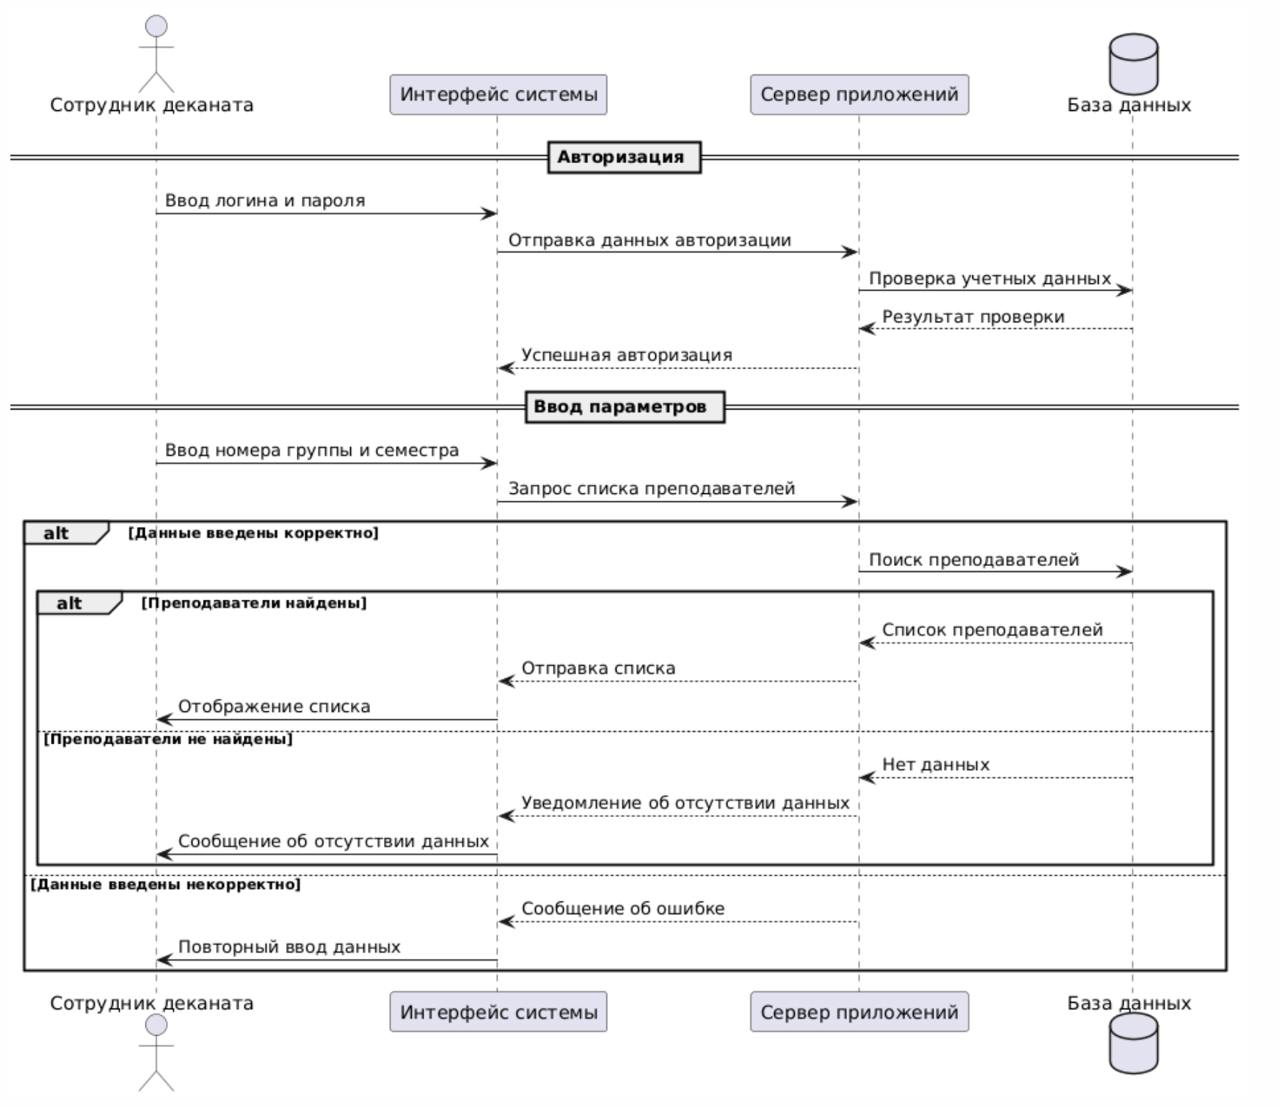 Сотрудник деканата
Интерфейс системы
Сервер приложений
База данных
Авторизация
Ввод логина и пароля
Отправка данных авторизации
Проверка учетных данных
Результат проверки
Успешная авторизация
Ввод параметров
Ввод номера группы и семестра
Запрос списка преподавателей
alt [Данные введены корректно]
Поиск преподавателей
alt [Преподаватели найдены]
Список преподавателей
Отправка списка
Отображение списка
[Преподаватели не найдены]
Нет данных
Уведомление об отсутствии данных
Сообщение об отсутствии данных
[Данные введены некорректно]
Сообщение об ошибке
Повторный ввод данных
Сотрудник деканата
Интерфейс системы
Сервер приложений
База данных